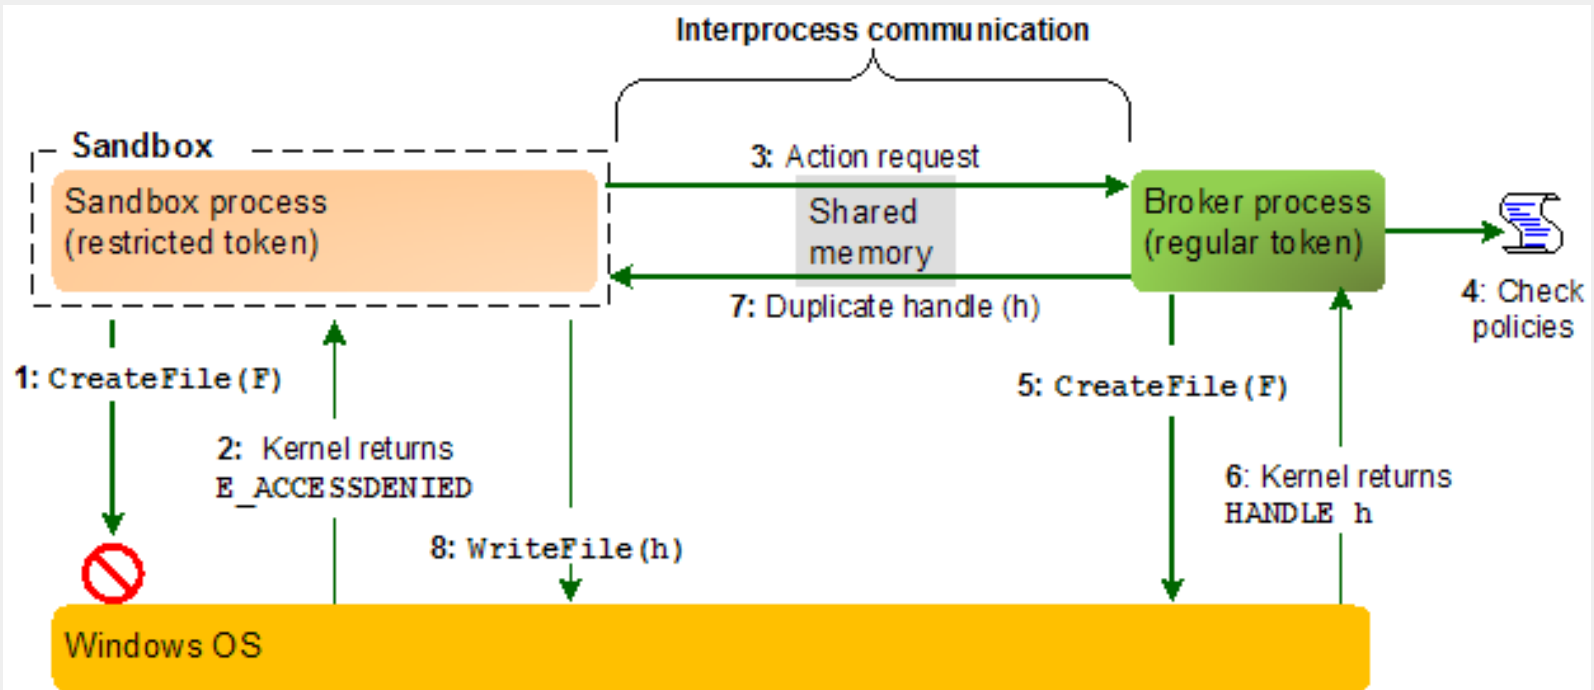 Interprocess communication
Sandbox
Sandbox process
(restricted token)
3: Action request
Shared
memory
7: Duplicate handle (h)
Broker process
(regular token)
4: Check
policies
1: CreateFile(F)
2: Kernel returns
E_ACCESSDENIED
8: WriteFile(h)
5: CreateFile(F)
6: Kernel returns
HANDLE h
Windows OS